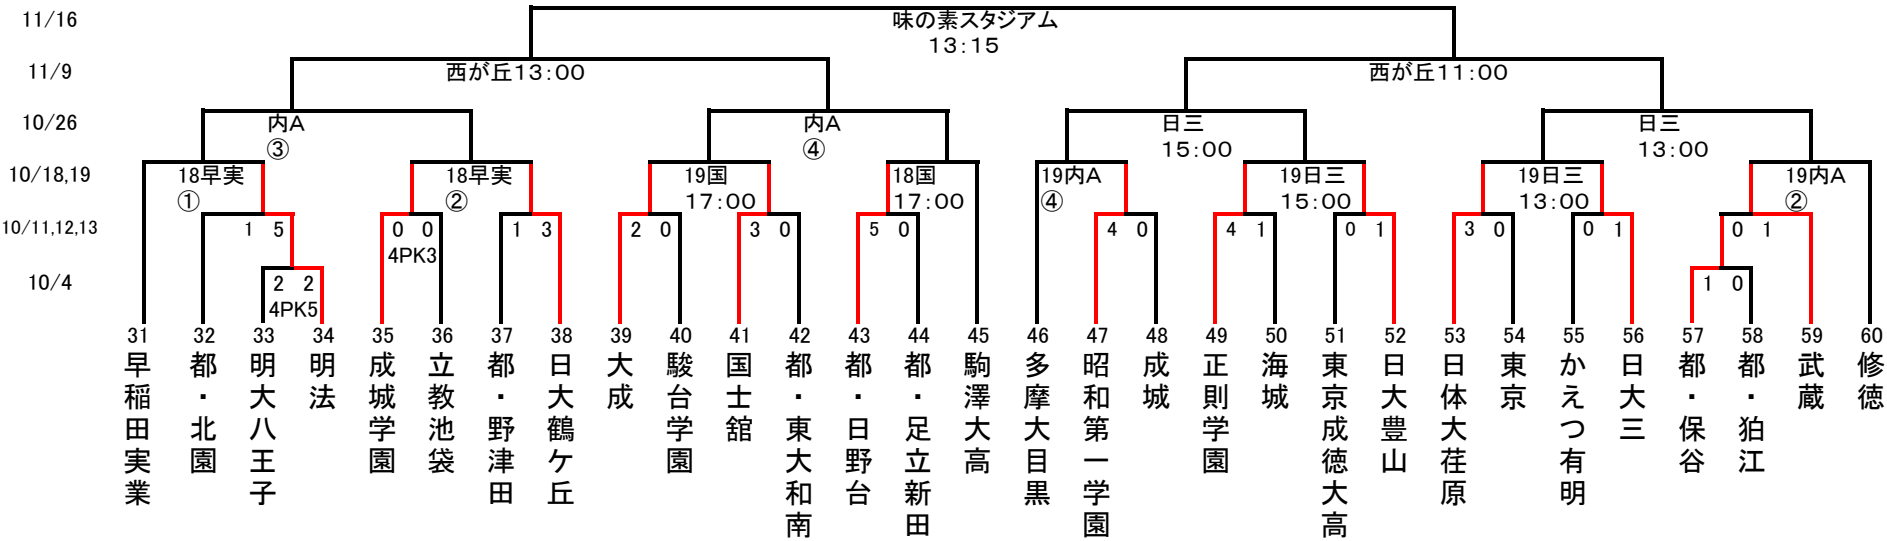 11/16
味の素スタジアム
13:15
11/9
西が丘13:00
西が丘11:00
10/26
内A
③
内A
④
日三
15:00
日三
13:00
10/18,19
18早実
①
18早実
②
19国
17:00
18国
17:00
19内A
④
19日三
15:00
19日三
13:00
19内A
②
10/11,12,13
1 5
0 0
4PK3
1 3
2 0
3 0
5 0
4 0
4 1
0 1
3 0
0 1
0 1
10/4
2 2
4PK5
1 0
31 早稲田実業
32 都・北園
33 明大八王子
34 明法
35 成城学園
36 立教池袋
37 都・野津田
38 日大鶴ケ丘
39 大成
40 駿台学園
41 国士舘
42 都・東大和南
43 都・日野台
44 都・足立新田
45 駒澤大高
46 多摩大目黒
47 昭和第一学園
48 成城
49 正則学園
50 海城
51 東京成徳大高
52 日大豊山
53 日体大荏原
54 東京
55 かえつ有明
56 日大三
57 都・保谷
58 都・狛江
59 武蔵
60 修徳